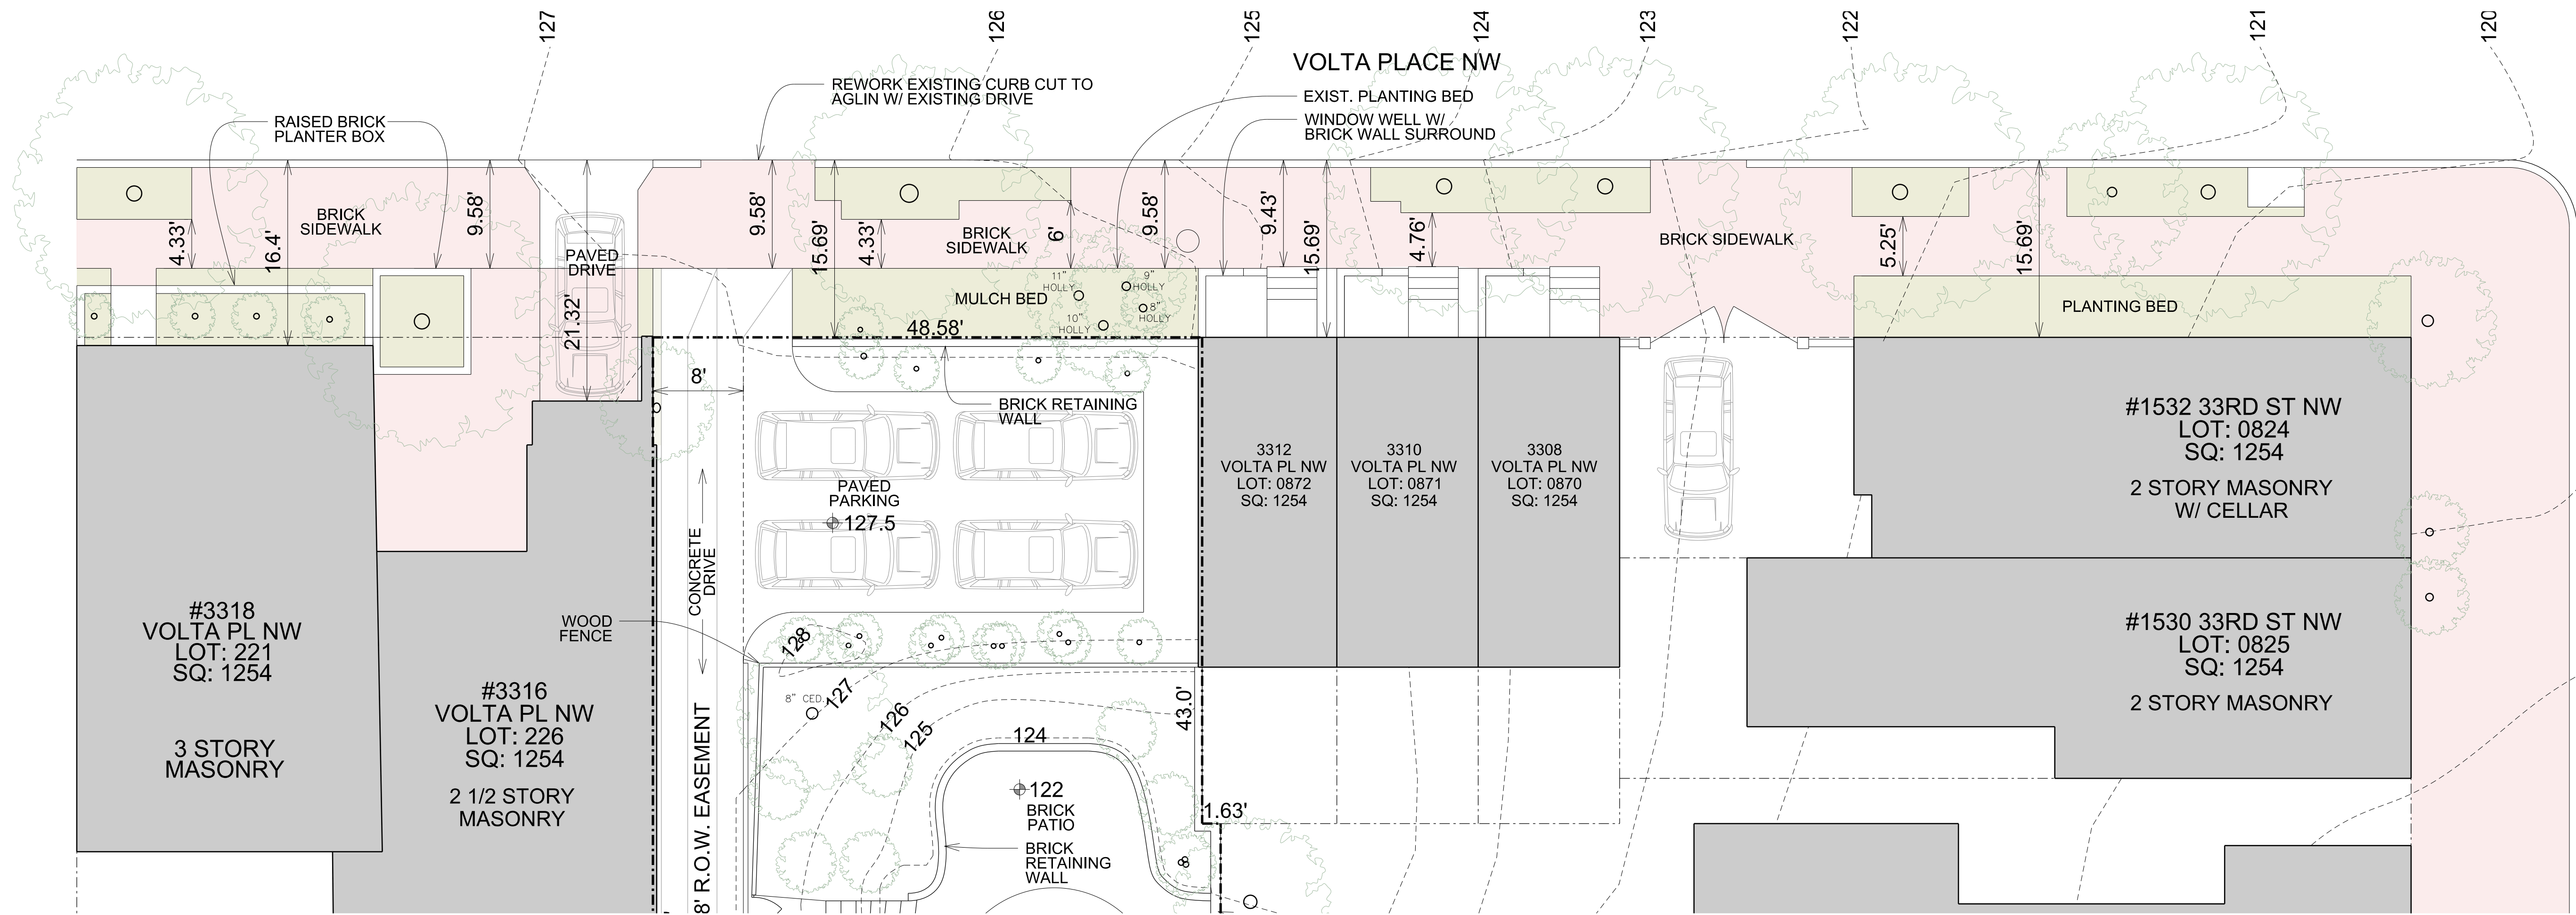 127
126
125
124
123
122
121
120
VOLTA PLACE NW
REWORK EXISTING CURB CUT TO
AGLIN W/ EXISTING DRIVE
EXIST. PLANTING BED
WINDOW WELL W/
BRICK WALL SURROUND
RAISED BRICK
PLANTER BOX
BRICK
SIDEWALK
4.33'
16.4'
9.58'
PAVED
DRIVE
21.32'
9.58'
15.69'
4.33'
BRICK
SIDEWALK
6'
9.58'
9.43'
15.69'
4.76'
BRICK SIDEWALK
5.25'
15.69'
MULCH BED
11"
HOLLY
9"
HOLLY
8"
HOLLY
10"
HOLLY
PLANTING BED
48.58'
8'
BRICK RETAINING
WALL
PAVED
PARKING
127.5
CONCRETE
DRIVE
3312
VOLTA PL NW
LOT: 0872
SQ: 1254
3310
VOLTA PL NW
LOT: 0871
SQ: 1254
3308
VOLTA PL NW
LOT: 0870
SQ: 1254
#1532 33RD ST NW
LOT: 0824
SQ: 1254
2 STORY MASONRY
W/ CELLAR
#1530 33RD ST NW
LOT: 0825
SQ: 1254
2 STORY MASONRY
#3318
VOLTA PL NW
LOT: 221
SQ: 1254
3 STORY
MASONRY
#3316
VOLTA PL NW
LOT: 226
SQ: 1254
2 1/2 STORY
MASONRY
WOOD
FENCE
8' R.O.W. EASEMENT
128
127
126
125
124
8" CED.
43.0'
122
BRICK
PATIO
BRICK
RETAINING
WALL
1.63'